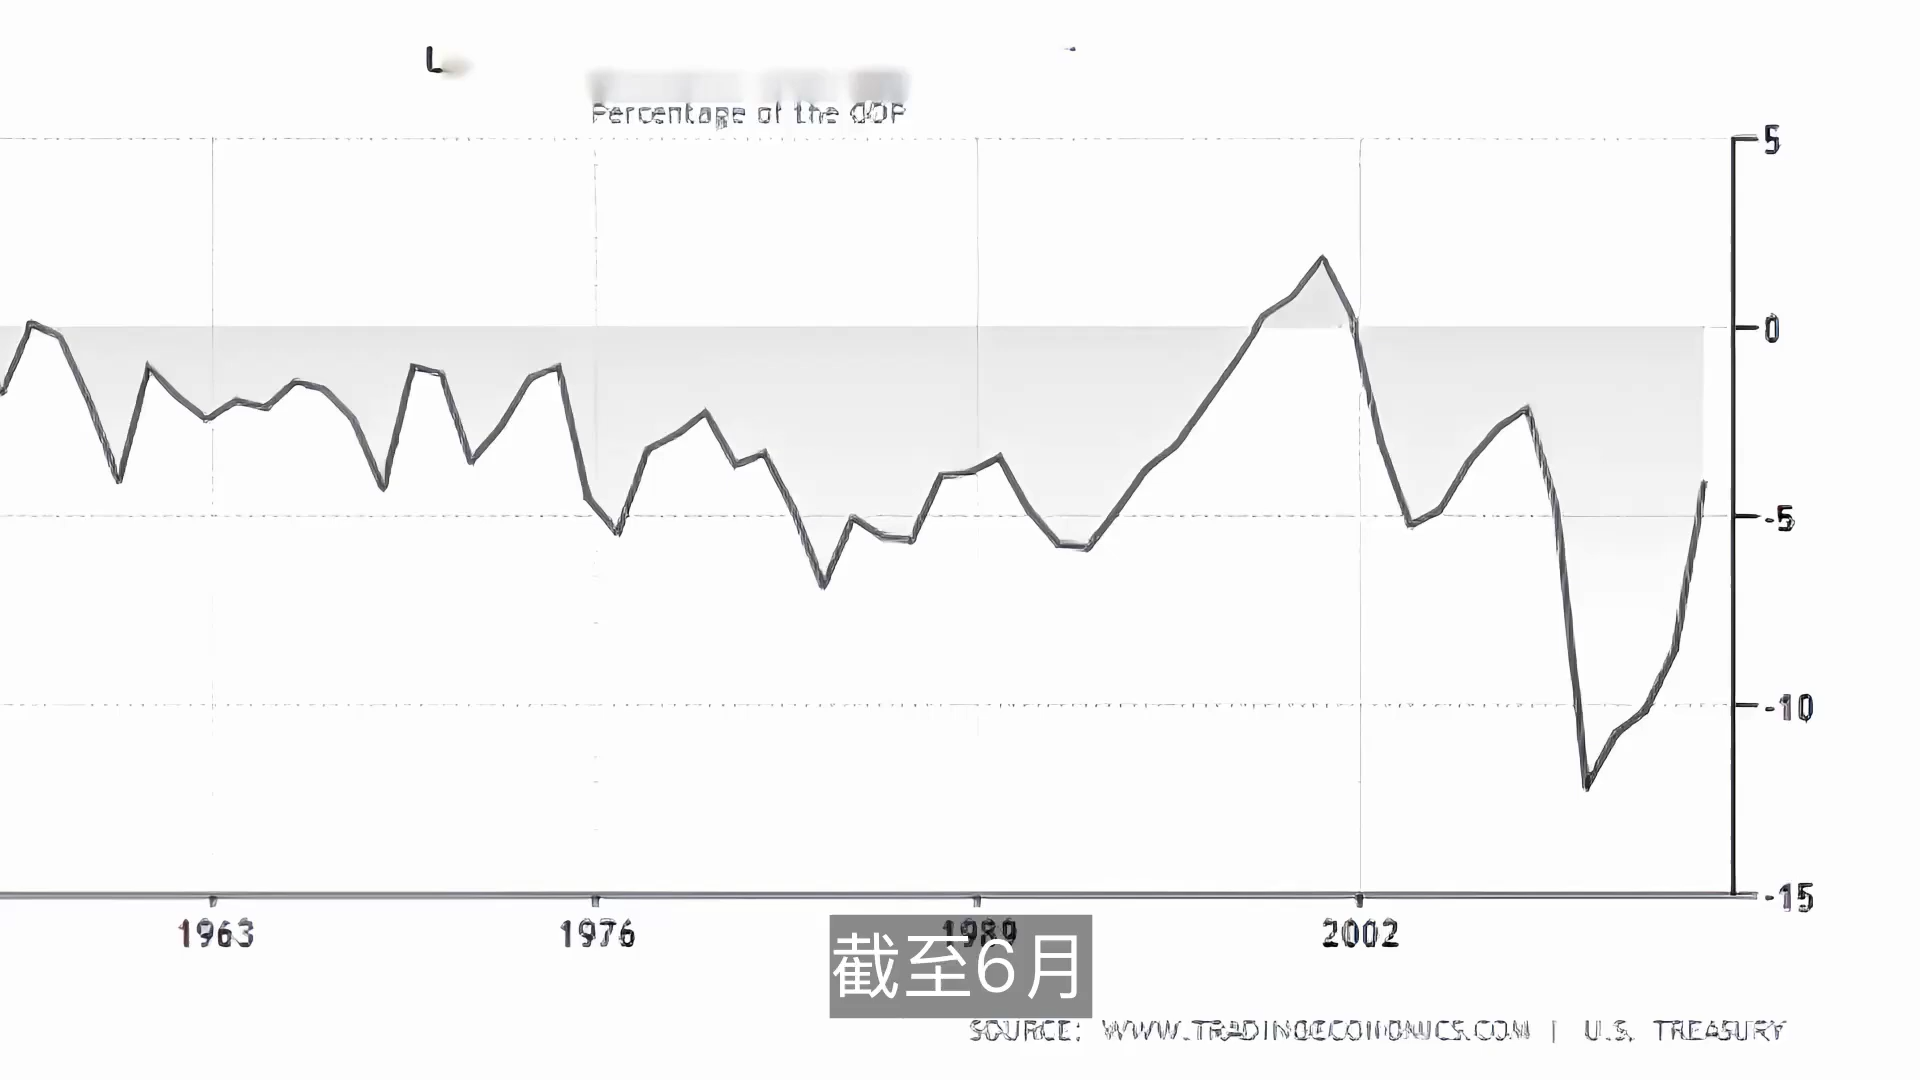 Percentage of the GDP
5
0
-5
-10
-15
1963 1976 1989 2002
截至6月
SOURCE: WWW.TRADINGECONOMICS.COM | U.S. TREASURY